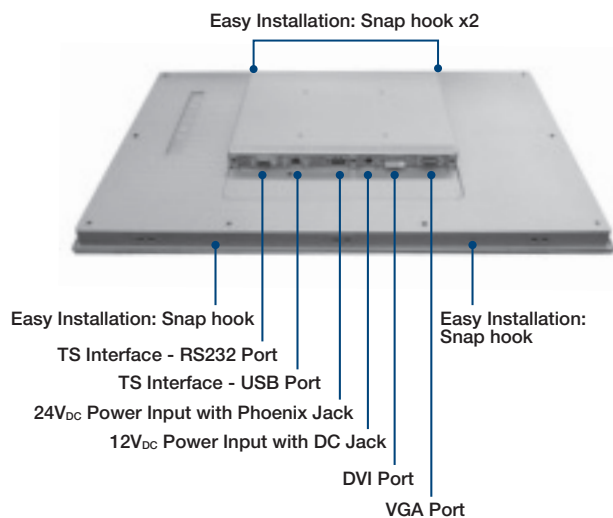 Easy Installation: Snap hook x2
Easy Installation: Snap hook
Easy Installation:
Snap hook
TS Interface - RS232 Port
TS Interface - USB Port
24VDC Power Input with Phoenix Jack
12VDC Power Input with DC Jack
DVI Port
VGA Port